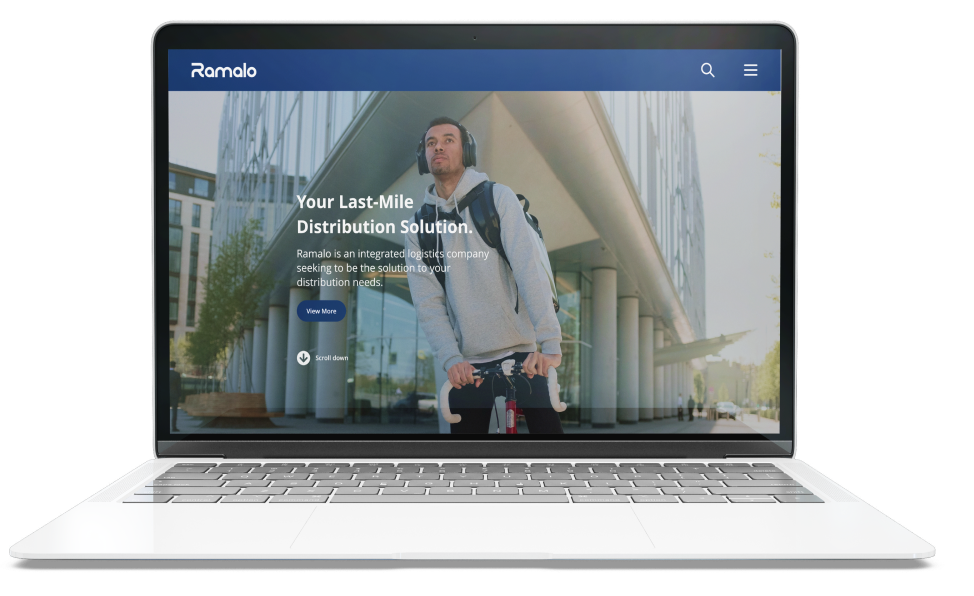 Ramalo
Your Last-Mile
Distribution Solution.
Ramalo is an integrated logistics company
seeking to be the solution to your
distribution needs.
View More
Scroll down